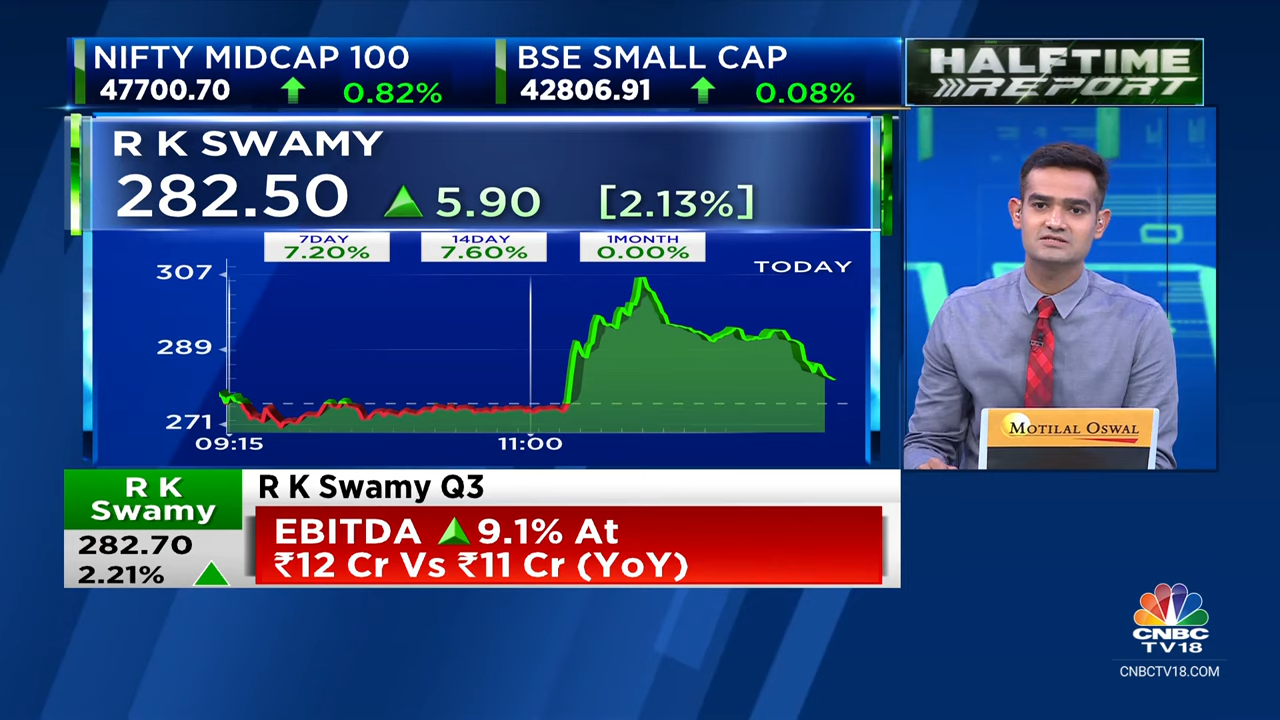 NIFTY MIDCAP 100
47700.70 0.82%
BSE SMALL CAP
42806.91 0.08%
HALFTIME
REPORT
R K SWAMY
282.50 5.90 [2.13%]
7DAY
7.20%
14DAY
7.60%
1MONTH
0.00%
TODAY
307
289
271
09:15 11:00
MOTILAL OSWAL
R K
Swamy
282.70
2.21%
R K Swamy Q3
EBITDA 9.1% At
₹12 Cr Vs ₹11 Cr (YoY)
CNBC
TV18
CNBCTV18.COM